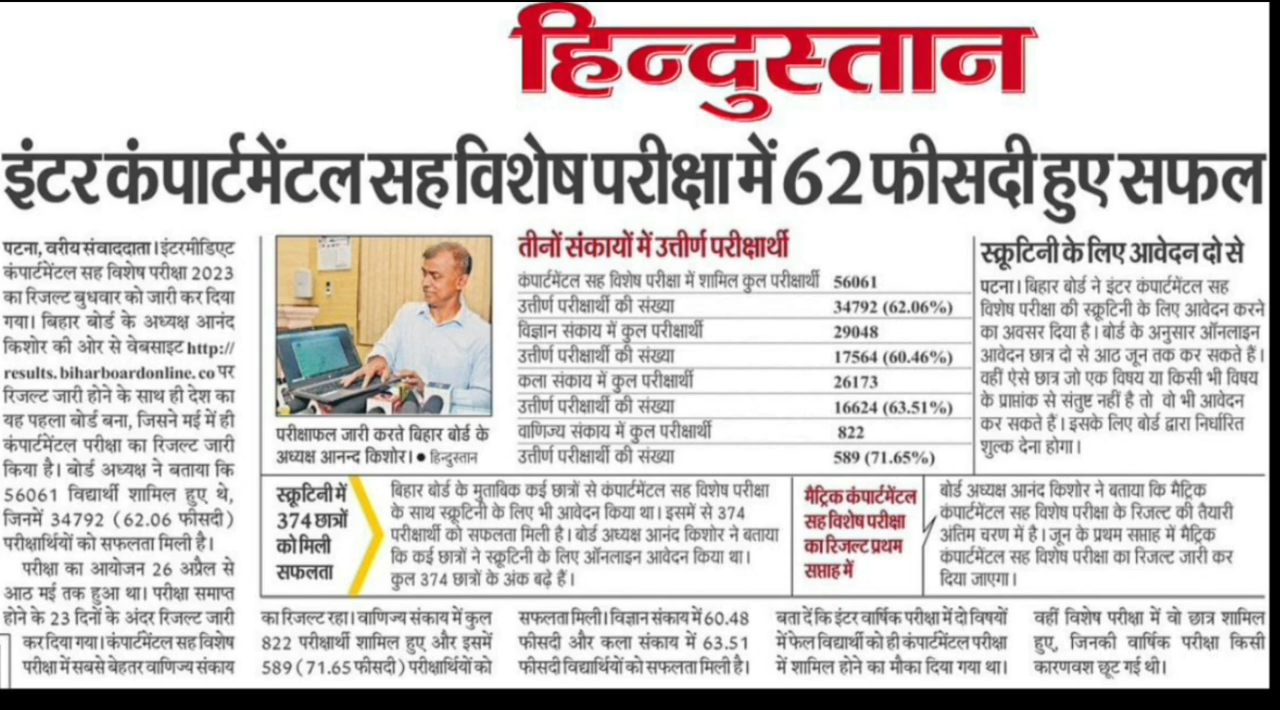 हिन्दुस्तान
इंटर कंपार्टमेंटल सह विशेष परीक्षा में 62 फीसदी हुए सफल
पटना, वरीय संवाददाता। इंटरमीडिएट
कंपार्टमेंटल सह विशेष परीक्षा 2023
का रिजल्ट बुधवार को जारी कर दिया
गया। बिहार बोर्ड के अध्यक्ष आनंद
किशोर की ओर से वेबसाइट http://
results.biharboardonline.co पर
रिजल्ट जारी होने के साथ ही देश का
यह पहला बोर्ड बना, जिसने मई में ही
कंपार्टमेंटल परीक्षा का रिजल्ट जारी
किया है। बोर्ड अध्यक्ष ने बताया कि
56061 विद्यार्थी शामिल हुए थे,
जिनमें 34792 (62.06 फीसदी)
परीक्षार्थियों को सफलता मिली है।
परीक्षा का आयोजन 26 अप्रैल से
आठ मई तक हुआ था। परीक्षा समाप्त
होने के 23 दिनों के अंदर रिजल्ट जारी
कर दिया गया। कंपार्टमेंटल सह विशेष
परीक्षा में सबसे बेहतर वाणिज्य संकाय
परीक्षाफल जारी करते बिहार बोर्ड के
अध्यक्ष आनन्द किशोर। ● हिन्दुस्तान
तीनों संकायों में उत्तीर्ण परीक्षार्थी
कंपार्टमेंटल सह विशेष परीक्षा में शामिल कुल परीक्षार्थी 56061
उत्तीर्ण परीक्षार्थी की संख्या 34792 (62.06%)
विज्ञान संकाय में कुल परीक्षार्थी 29048
उत्तीर्ण परीक्षार्थी की संख्या 17564 (60.46%)
कला संकाय में कुल परीक्षार्थी 26173
उत्तीर्ण परीक्षार्थी की संख्या 16624 (63.51%)
वाणिज्य संकाय में कुल परीक्षार्थी 822
उत्तीर्ण परीक्षार्थी की संख्या 589 (71.65%)
स्क्रूटिनी के लिए आवेदन दो से
पटना। बिहार बोर्ड ने इंटर कंपार्टमेंटल सह
विशेष परीक्षा की स्क्रूटिनी के लिए आवेदन करने
का अवसर दिया है। बोर्ड के अनुसार ऑनलाइन
आवेदन छात्र दो से आठ जून तक कर सकते हैं।
वहीं ऐसे छात्र जो एक विषय या किसी भी विषय
के प्राप्तांक से संतुष्ट नहीं है तो वो भी आवेदन
कर सकते हैं। इसके लिए बोर्ड द्वारा निर्धारित
शुल्क देना होगा।
स्क्रूटिनी में
374 छात्रों
को मिली
सफलता
बिहार बोर्ड के मुताबिक कई छात्रों से कंपार्टमेंटल सह विशेष परीक्षा
के साथ स्क्रूटिनी के लिए भी आवेदन किया था। इसमें से 374
परीक्षार्थी को सफलता मिली है। बोर्ड अध्यक्ष आनंद किशोर ने बताया
कि कई छात्रों ने स्क्रूटिनी के लिए ऑनलाइन आवेदन किया था।
कुल 374 छात्रों के अंक बढ़े हैं।
मैट्रिक कंपार्टमेंटल
सह विशेष परीक्षा
का रिजल्ट प्रथम
सप्ताह में
बोर्ड अध्यक्ष आनंद किशोर ने बताया कि मैट्रिक
कंपार्टमेंटल सह विशेष परीक्षा के रिजल्ट की तैयारी
अंतिम चरण में है। जून के प्रथम सप्ताह में मैट्रिक
कंपार्टमेंटल सह विशेष परीक्षा का रिजल्ट जारी कर
दिया जाएगा।
का रिजल्ट रहा। वाणिज्य संकाय में कुल
822 परीक्षार्थी शामिल हुए और इसमें
589 (71.65 फीसदी) परीक्षार्थियों को
सफलता मिली। विज्ञान संकाय में 60.48
फीसदी और कला संकाय में 63.51
फीसदी विद्यार्थियों को सफलता मिली है।
बता दें कि इंटर वार्षिक परीक्षा में दो विषयों
में फेल विद्यार्थी को ही कंपार्टमेंटल परीक्षा
में शामिल होने का मौका दिया गया था।
वहीं विशेष परीक्षा में वो छात्र शामिल
हुए, जिनकी वार्षिक परीक्षा किसी
कारणवश छूट गई थी।